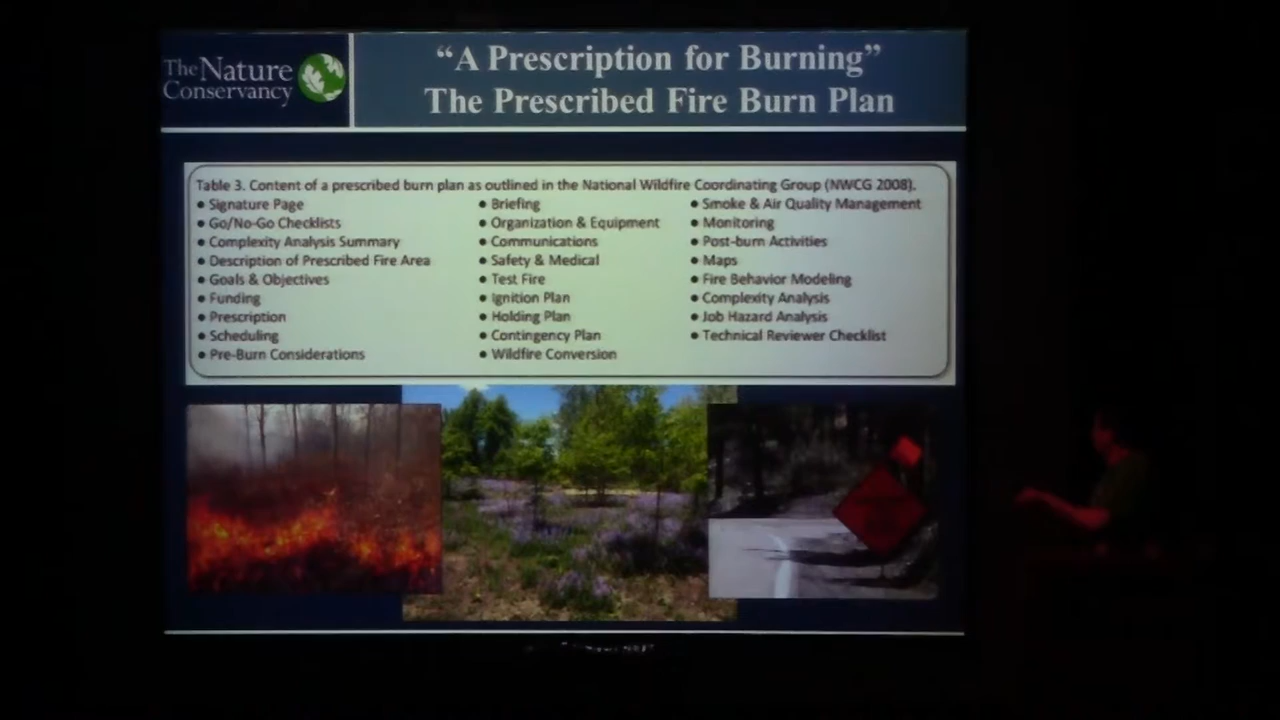 The Nature
Conservancy
“A Prescription for Burning”
The Prescribed Fire Burn Plan
Table 3. Content of a prescribed burn plan as outlined in the National Wildfire Coordinating Group (NWCG 2008).
• Signature Page
• Go/No-Go Checklists
• Complexity Analysis Summary
• Description of Prescribed Fire Area
• Goals & Objectives
• Funding
• Prescription
• Scheduling
• Pre-Burn Considerations
• Briefing
• Organization & Equipment
• Communications
• Safety & Medical
• Test Fire
• Ignition Plan
• Holding Plan
• Contingency Plan
• Wildfire Conversion
• Smoke & Air Quality Management
• Monitoring
• Post-burn Activities
• Maps
• Fire Behavior Modeling
• Complexity Analysis
• Job Hazard Analysis
• Technical Reviewer Checklist